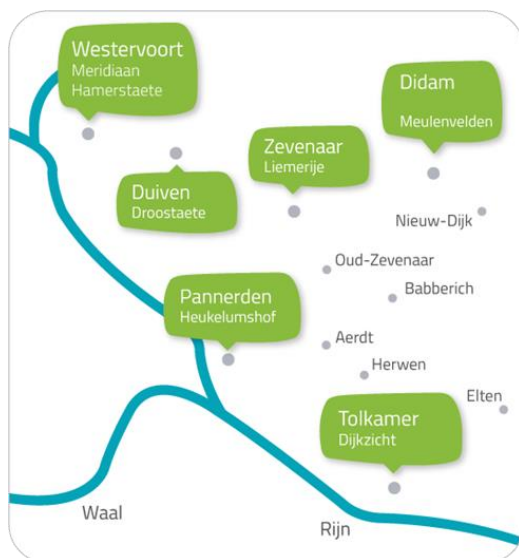 Westervoort
Meridiaan
Hamerstaete
Didam
Meulenvelden
Zevenaar
Liemerije
Duiven
Droostaete
Nieuw-Dijk
Oud-Zevenaar
Babberich
Pannerden
Heukelumshof
Aerdt
Herwen
Elten
Tolkamer
Dijkzicht
Waal
Rijn